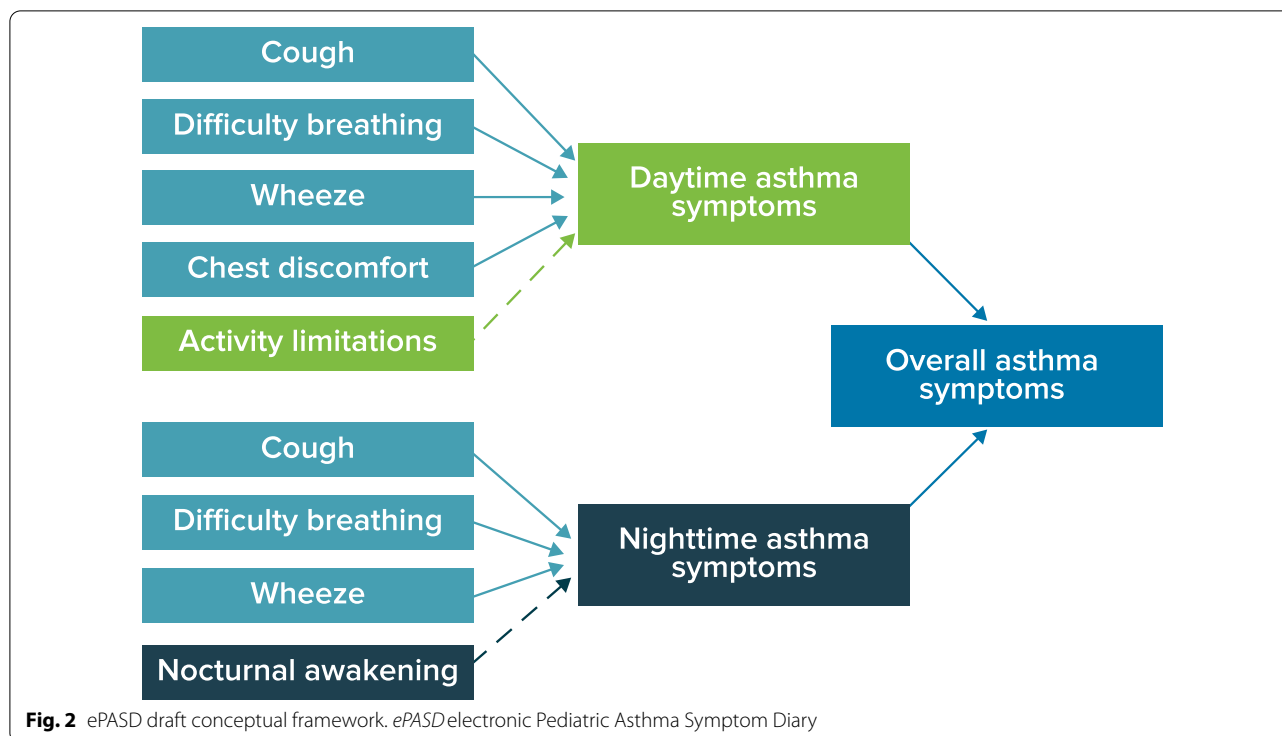 Cough
Difficulty breathing
Wheeze
Chest discomfort
Activity limitations
Daytime asthma
symptoms
Overall asthma
symptoms
Cough
Difficulty breathing
Wheeze
Nocturnal awakening
Nighttime asthma
symptoms
Fig. 2 ePASD draft conceptual framework. ePASD electronic Pediatric Asthma Symptom Diary